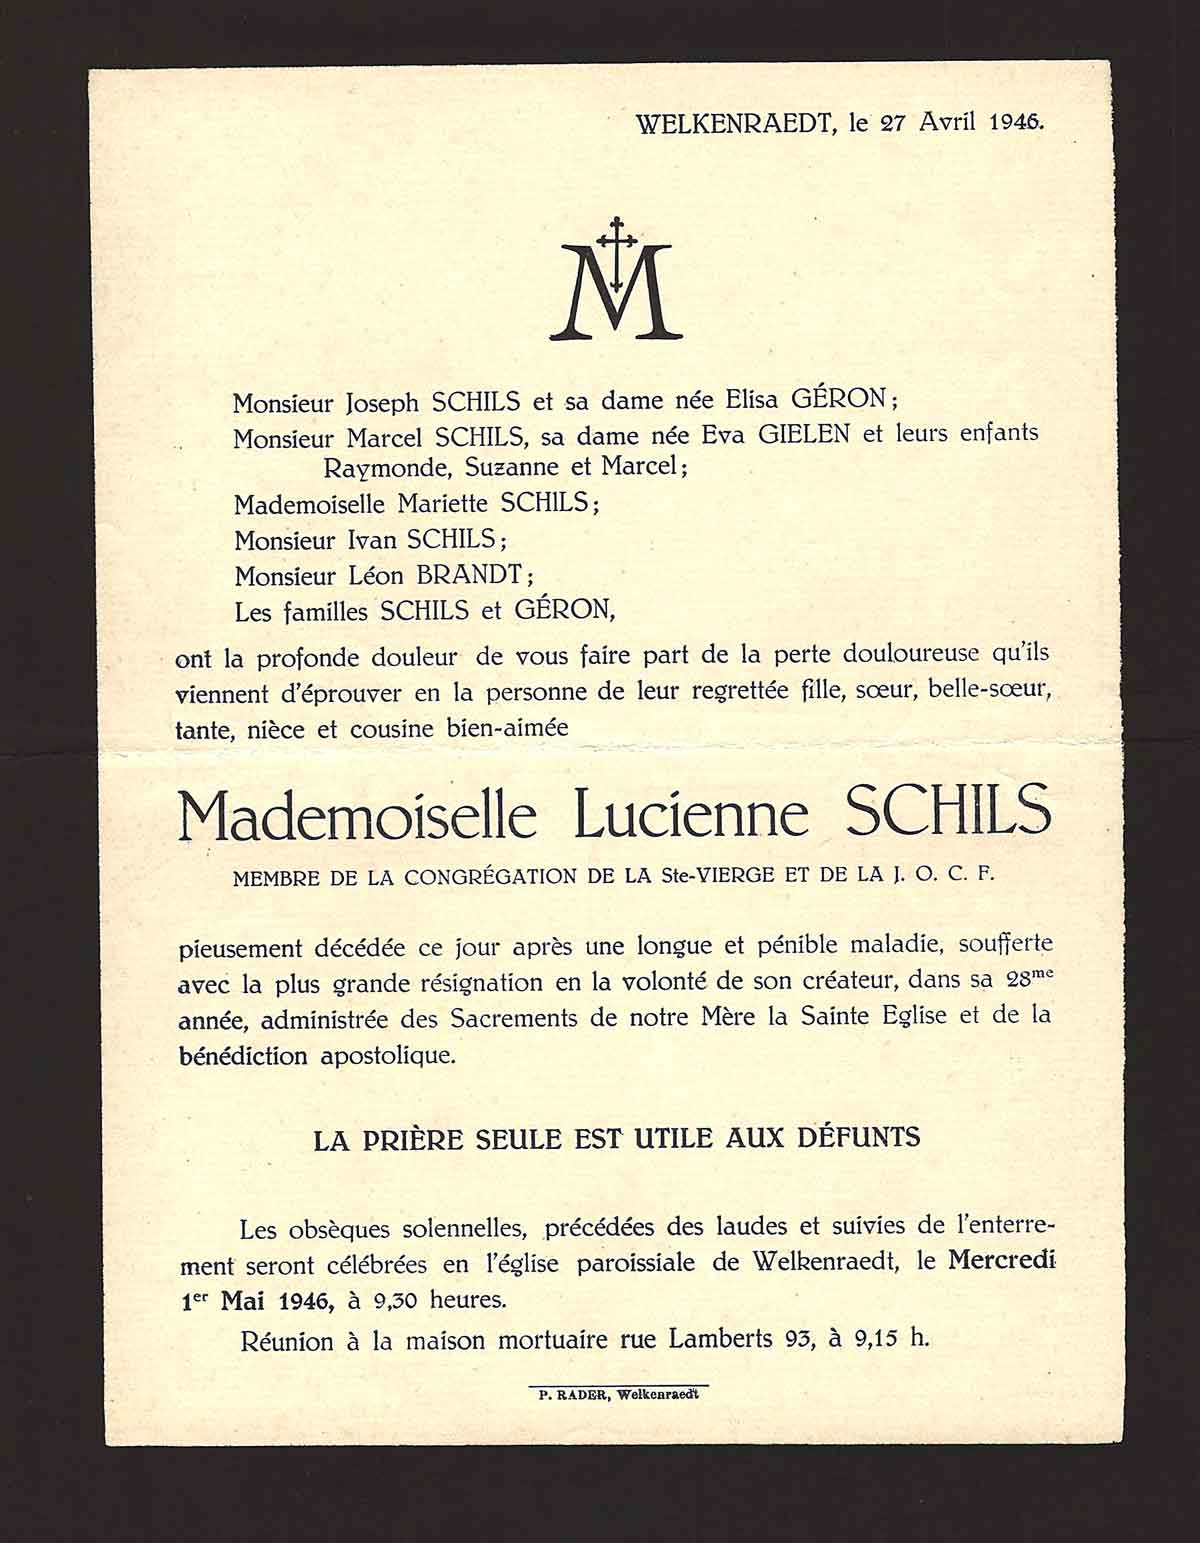 WELKENRAEDT, le 27 Avril 1946.
M
Monsieur Joseph SCHILS et sa dame née Elisa GÉRON ;
Monsieur Marcel SCHILS, sa dame née Eva GIELEN et leurs enfants
Raymonde, Suzanne et Marcel ;
Mademoiselle Mariette SCHILS ;
Monsieur Ivan SCHILS ;
Monsieur Léon BRANDT ;
Les familles SCHILS et GÉRON,
ont la profonde douleur de vous faire part de la perte douloureuse qu'ils
viennent d'éprouver en la personne de leur regrettée fille, sœur, belle-sœur,
tante, nièce et cousine bien-aimée
Mademoiselle Lucienne SCHILS
MEMBRE DE LA CONGRÉGATION DE LA Ste-VIERGE ET DE LA J. O. C. F.
pieusement décédée ce jour après une longue et pénible maladie, soufferte
avec la plus grande résignation en la volonté de son créateur, dans sa 28me
année, administrée des Sacrements de notre Mère la Sainte Eglise et de la
bénédiction apostolique.
LA PRIÈRE SEULE EST UTILE AUX DÉFUNTS
Les obsèques solennelles, précédées des laudes et suivies de l'enterre-
ment seront célébrées en l'église paroissiale de Welkenraedt, le Mercredi
1er Mai 1946, à 9,30 heures.
Réunion à la maison mortuaire rue Lamberts 93, à 9,15 h.
P. RADER, Welkenraedt